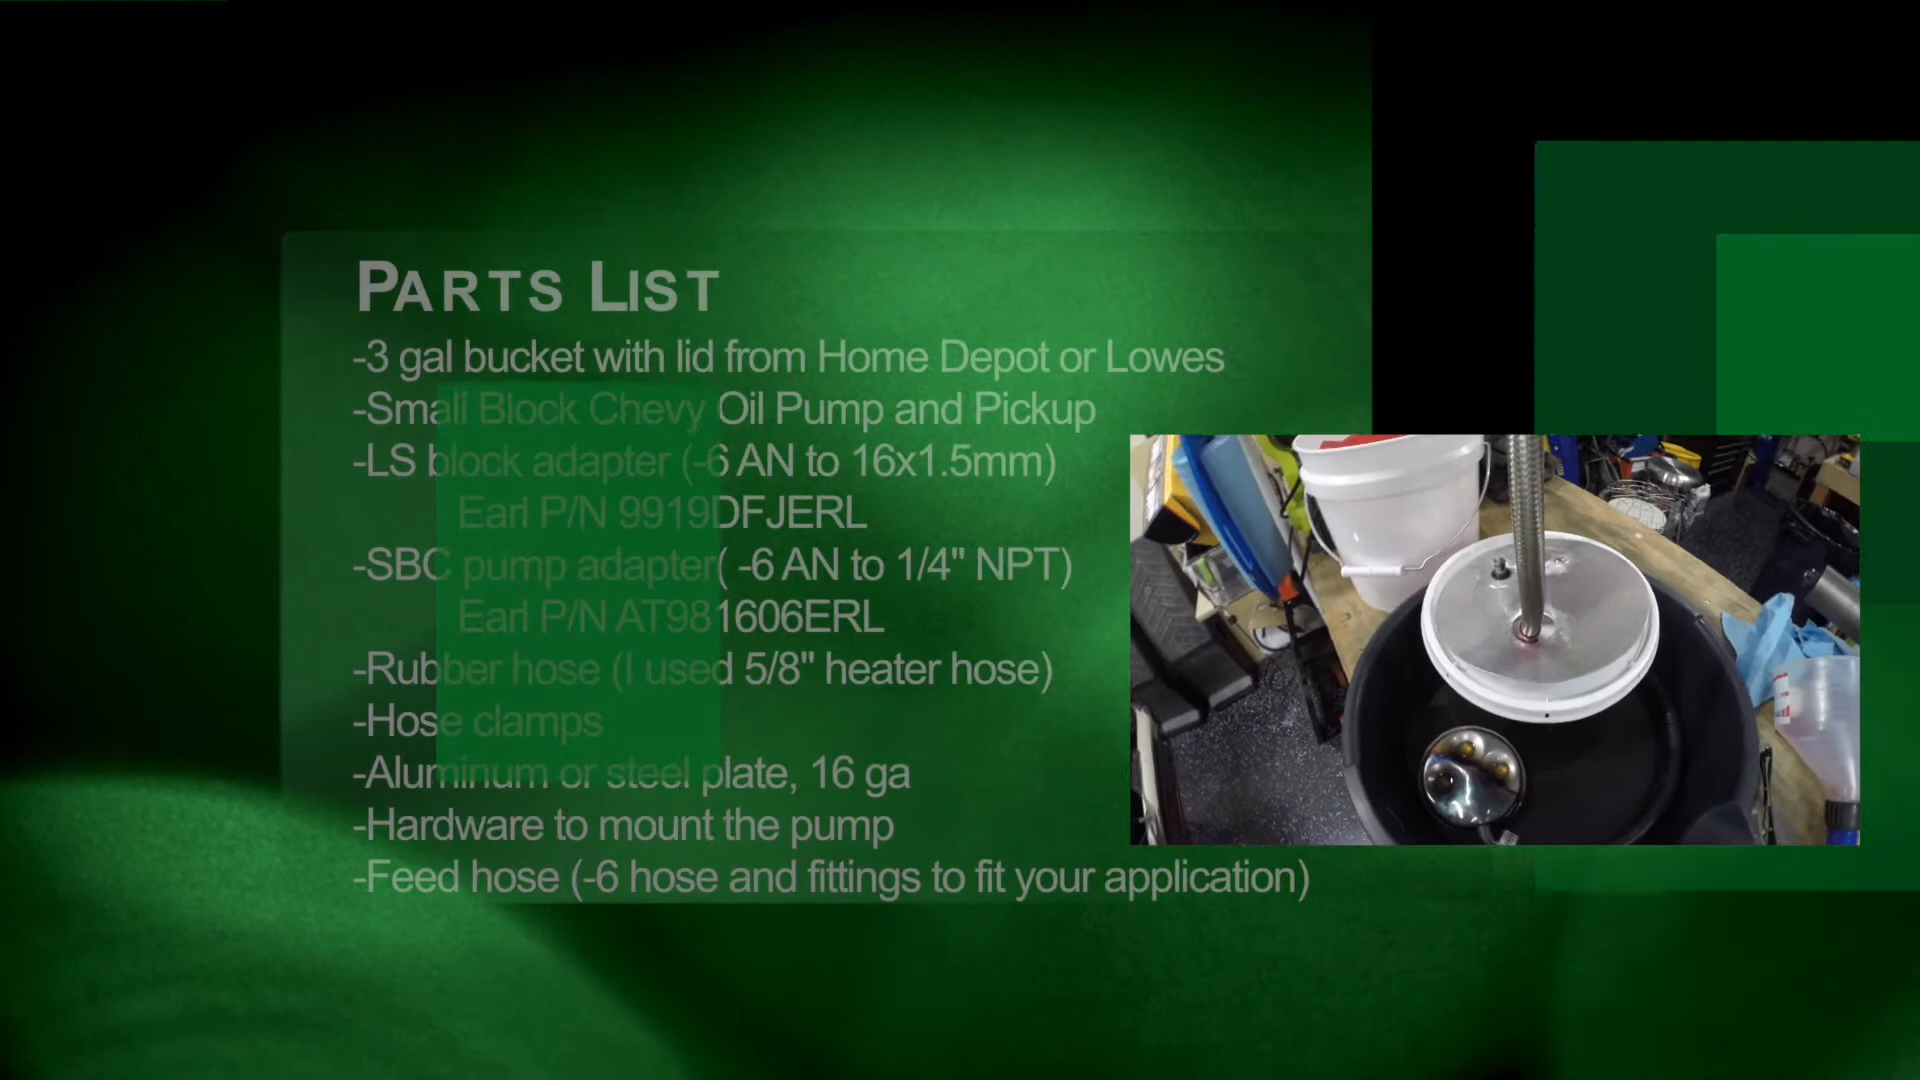 PARTS LIST
-3 gal bucket with lid from Home Depot or Lowes
-Small Block Chevy Oil Pump and Pickup
-LS block adapter (-6 AN to 16x1.5mm)
Earl P/N 9919DFJERL
-SBC pump adapter( -6 AN to 1/4" NPT)
Earl P/N AT981606ERL
-Rubber hose (I used 5/8" heater hose)
-Hose clamps
-Aluminum or steel plate, 16 ga
-Hardware to mount the pump
-Feed hose (-6 hose and fittings to fit your application)